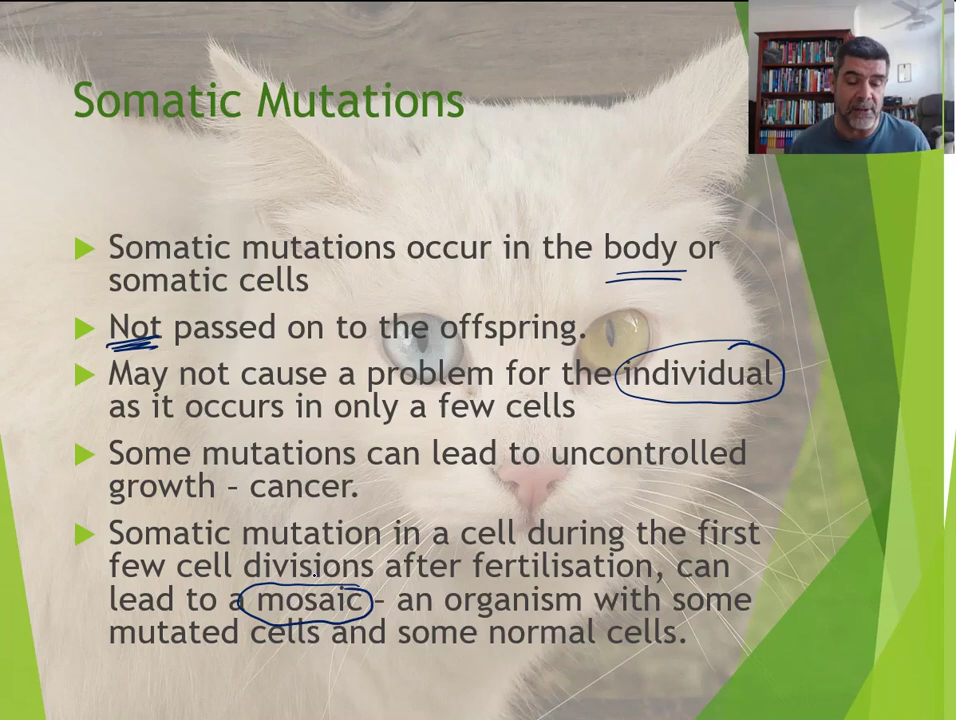 Somatic Mutations
Somatic mutations occur in the body or
somatic cells
Not passed on to the offspring.
May not cause a problem for the individual
as it occurs in only a few cells
Some mutations can lead to uncontrolled
growth – cancer.
Somatic mutation in a cell during the first
few cell divisions after fertilisation, can
lead to a mosaic – an organism with some
mutated cells and some normal cells.